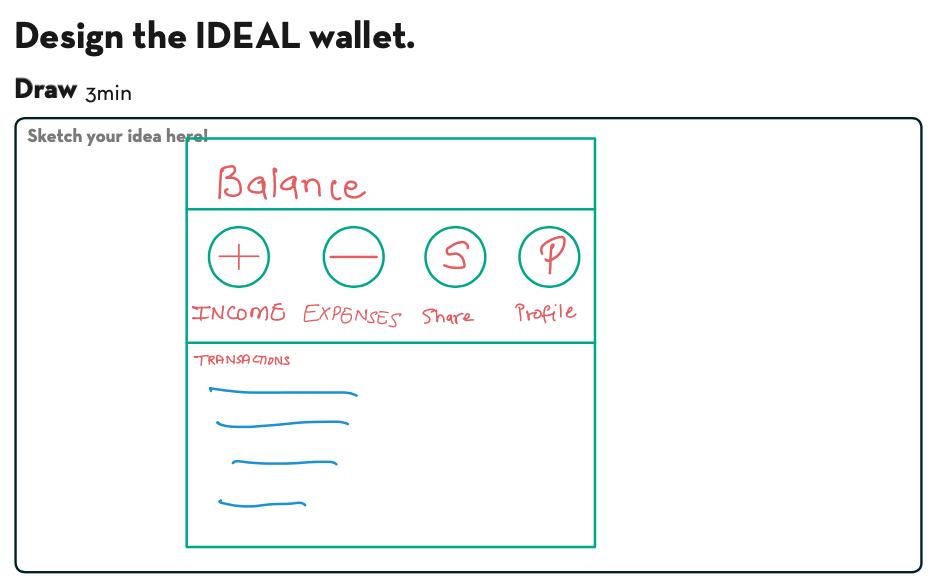 Design the IDEAL wallet.
Draw 3min
Sketch your idea here!
Balance
+ − S P
INCOME EXPENSES Share Profile
TRANSACTIONS